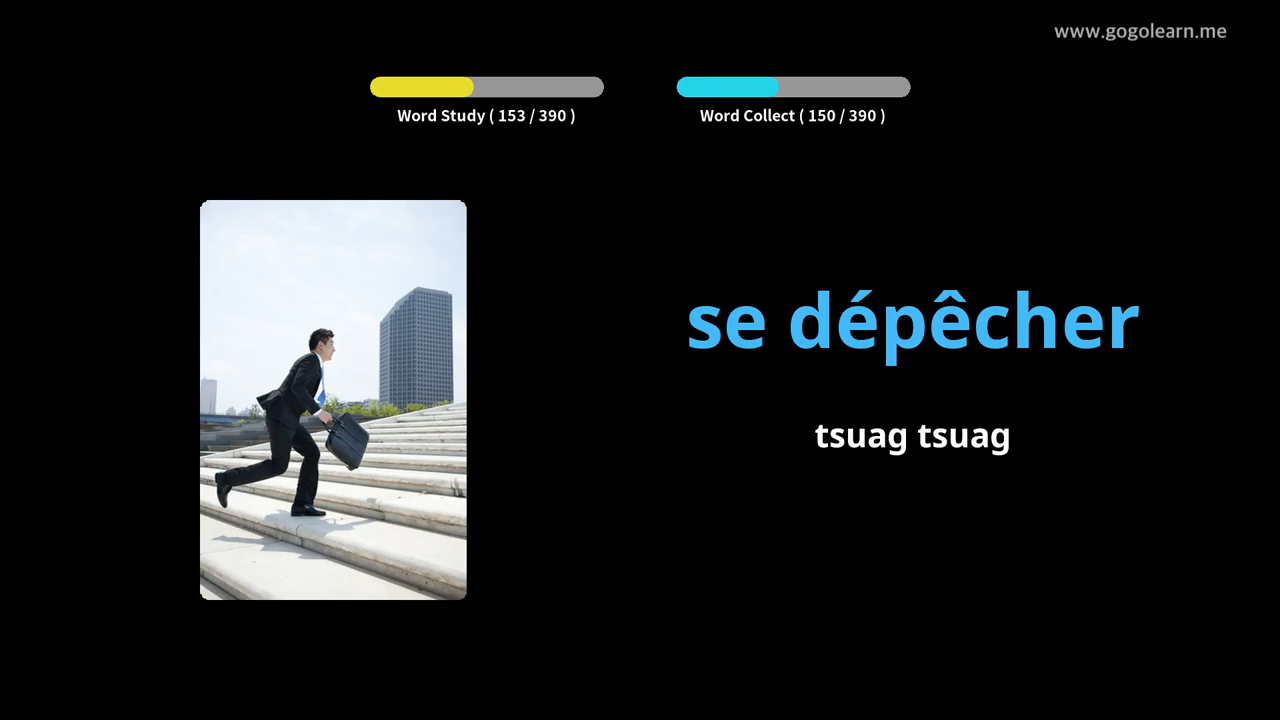 www.gogolearn.me
Word Study ( 153 / 390 )
Word Collect ( 150 / 390 )
se dépêcher
tsuag tsuag